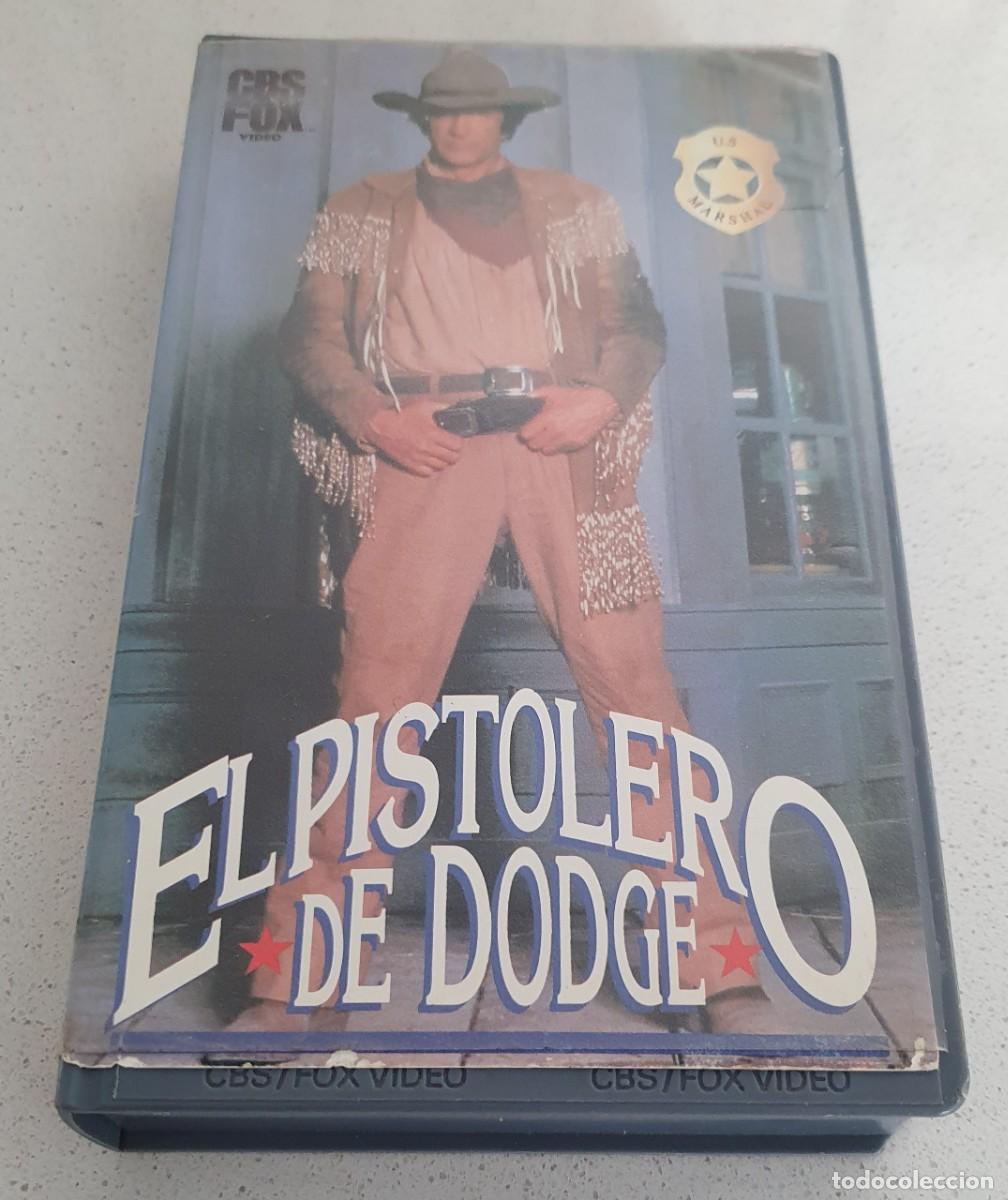 CBS
FOX
VIDEO
U.S
MARSHAL
EL PISTOLERO
DE DODGE
CBS/FOX VIDEO CBS/FOX VIDEO
todocoleccion